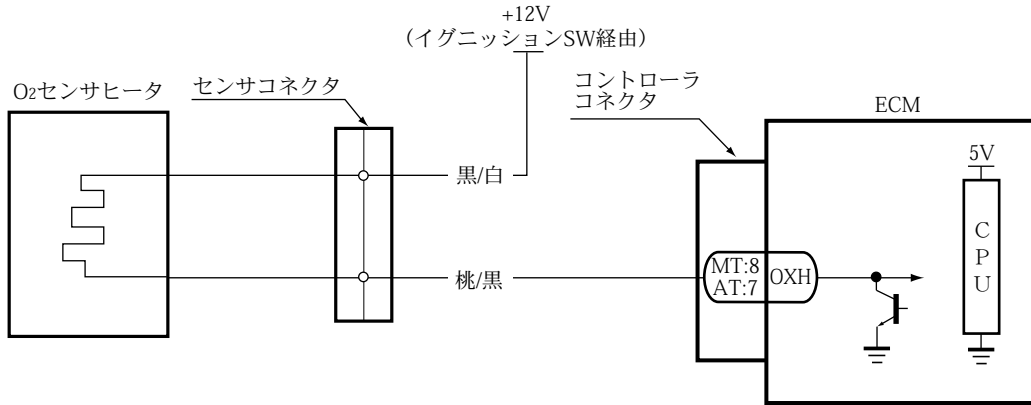 +12V
（イグニッションSW経由）
O2センサヒータ
センサコネクタ
コントローラ
コネクタ
ECM
5V
黒/白
CPU
桃/黒
MT:8
AT:7
OXH